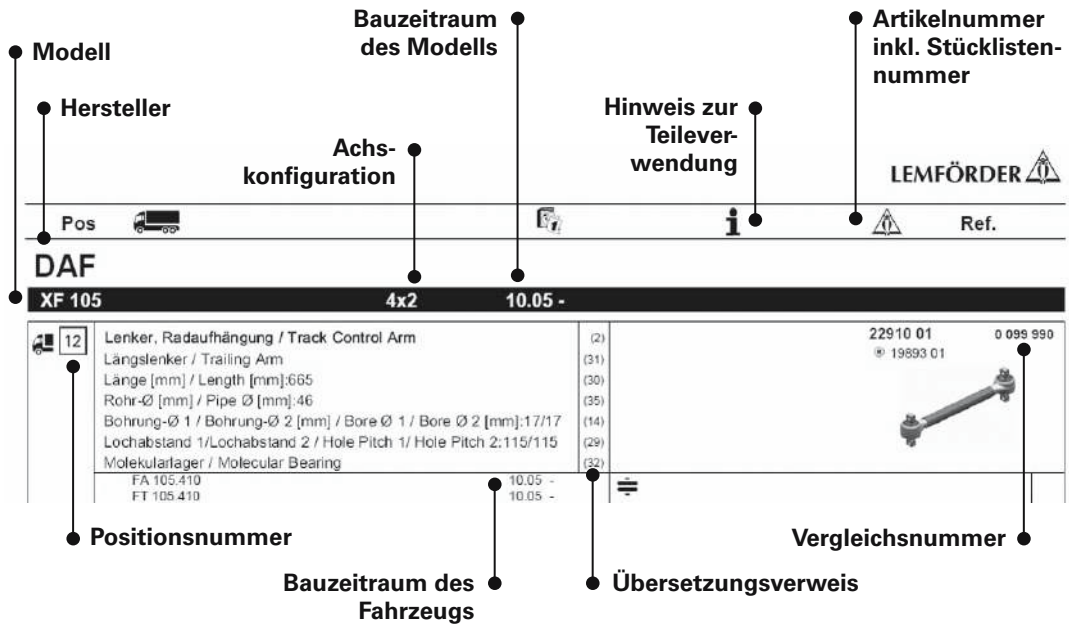 Bauzeitraum
des Modells
Artikelnummer
inkl. Stücklisten-
nummer
Modell
Hersteller
Hinweis zur
Teilever-
wendung
Achs-
konfiguration
LEMFÖRDER
Pos
i
Ref.
DAF
XF 105 4x2 10.05 -
12 Lenker, Radaufhängung / Track Control Arm (2) 22910 01 0 099 990
Längslenker / Trailing Arm (31) 19893 01
Länge [mm] / Length [mm]:665 (30)
Rohr-Ø [mm] / Pipe Ø [mm]:46 (35)
Bohrung-Ø 1 / Bohrung-Ø 2 [mm] / Bore Ø 1 / Bore Ø 2 [mm]:17/17 (14)
Lochabstand 1/Lochabstand 2 / Hole Pitch 1/ Hole Pitch 2:115/115 (29)
Molekularlager / Molecular Bearing (32)
FA 105.410 10.05 -
FT 105.410 10.05 -
Positionsnummer
Vergleichsnummer
Bauzeitraum des
Fahrzeugs
Übersetzungsverweis